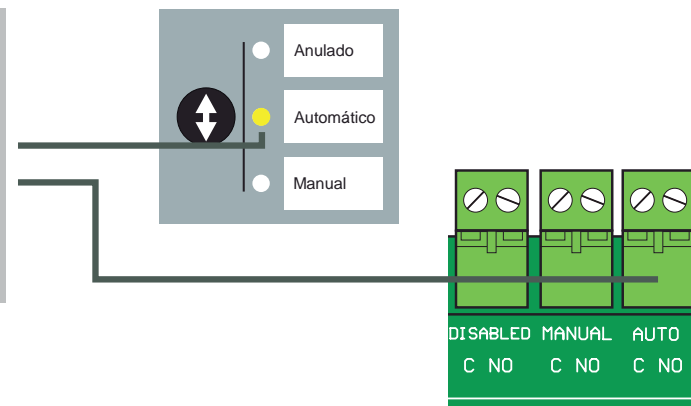 Anulado
Automático
Manual
DISABLED MANUAL AUTO
C NO C NO C NO